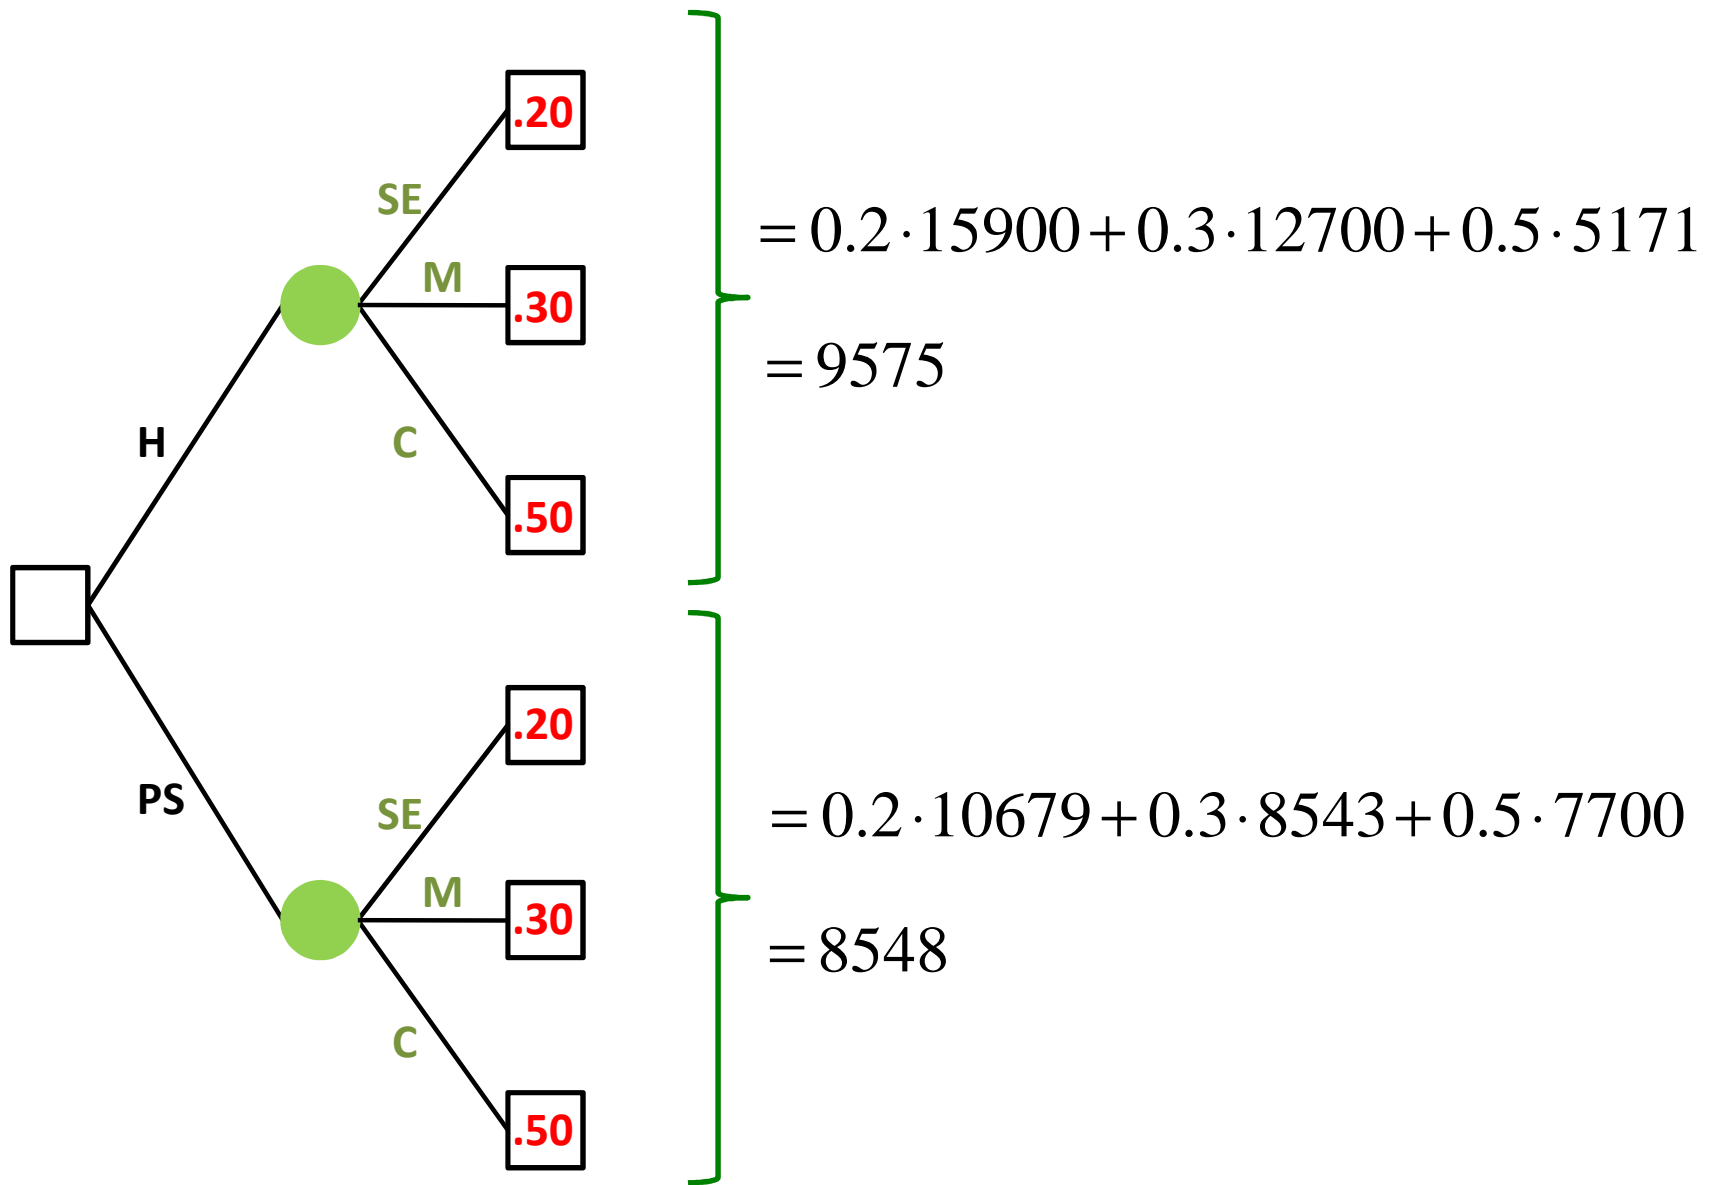 .20
SE
= 0.2·15900+0.3·12700+0.5·5171
M
.30
= 9575
H
C
.50
.20
PS
SE
= 0.2·10679+0.3·8543+0.5·7700
M
.30
= 8548
C
.50